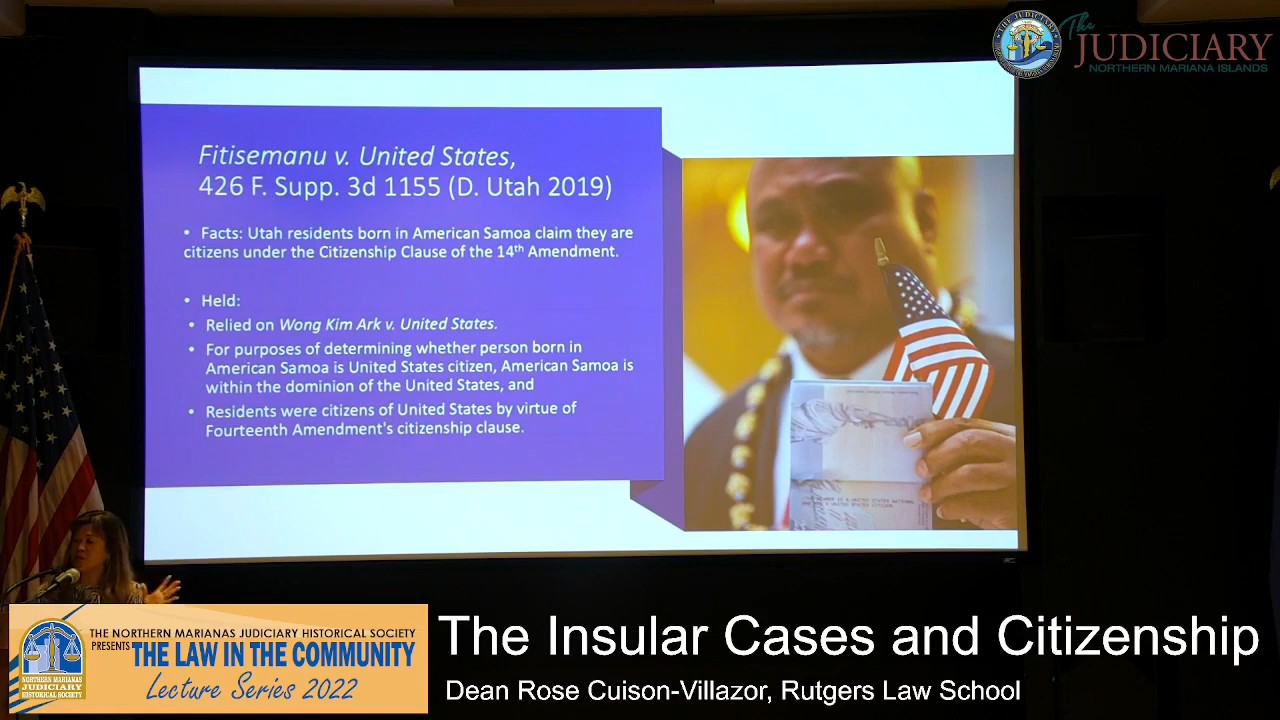 The
JUDICIARY
NORTHERN MARIANA ISLANDS
Fitisemanu v. United States,
426 F. Supp. 3d 1155 (D. Utah 2019)
• Facts: Utah residents born in American Samoa claim they are
citizens under the Citizenship Clause of the 14th Amendment.
• Held:
• Relied on Wong Kim Ark v. United States.
• For purposes of determining whether person born in
American Samoa is United States citizen, American Samoa is
within the dominion of the United States, and
• Residents were citizens of United States by virtue of
Fourteenth Amendment's citizenship clause.
THE NORTHERN MARIANAS JUDICIARY HISTORICAL SOCIETY
PRESENTS THE LAW IN THE COMMUNITY
Lecture Series 2022
NORTHERN MARIANAS
JUDICIARY
HISTORICAL SOCIETY
The Insular Cases and Citizenship
Dean Rose Cuison-Villazor, Rutgers Law School